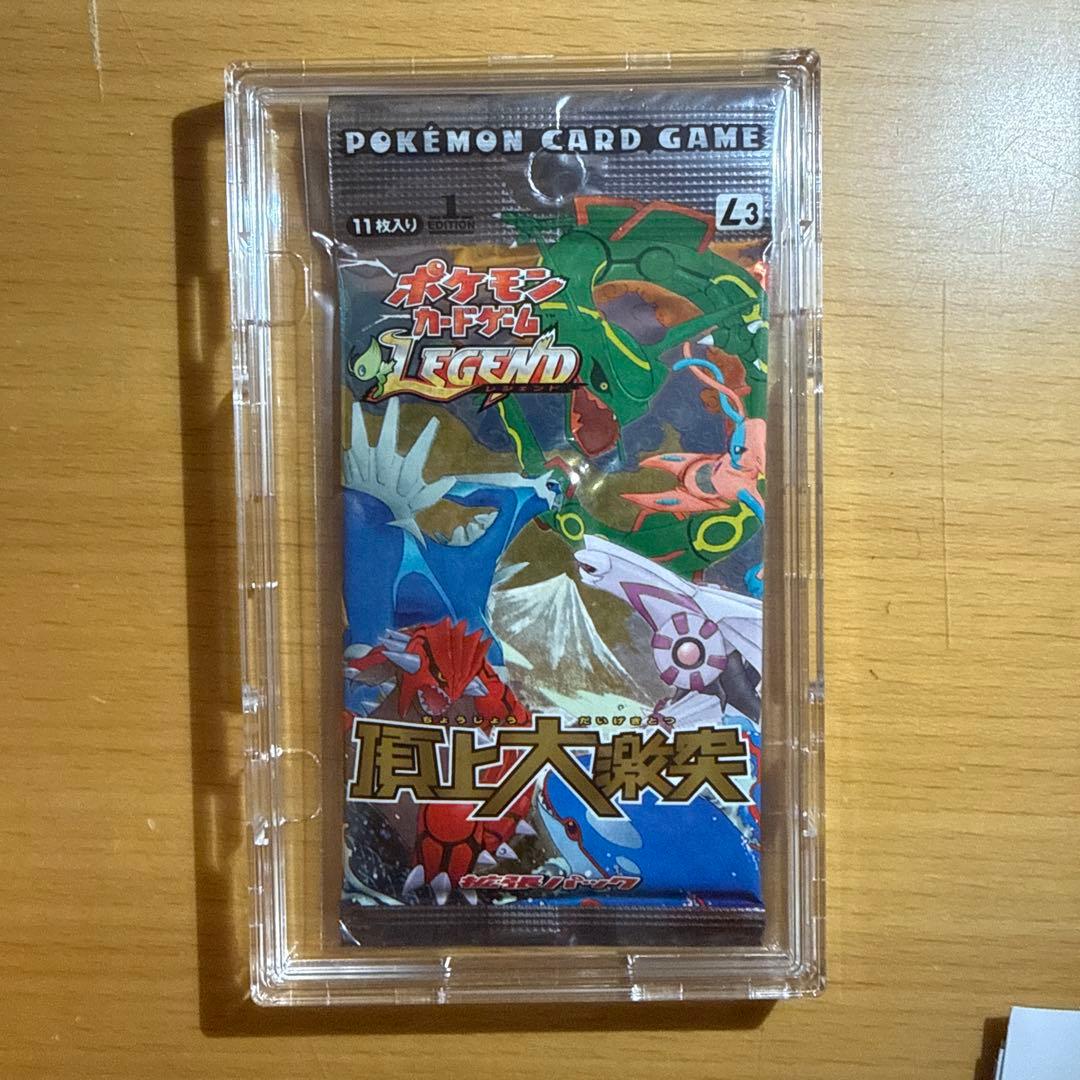 POKÉMON CARD GAME
11枚入り 1 EDITION L3
ポケモン
カードゲーム™
LEGEND
レジェンド
ちょうじょう だいげきとつ
頂上大激突
拡張パック